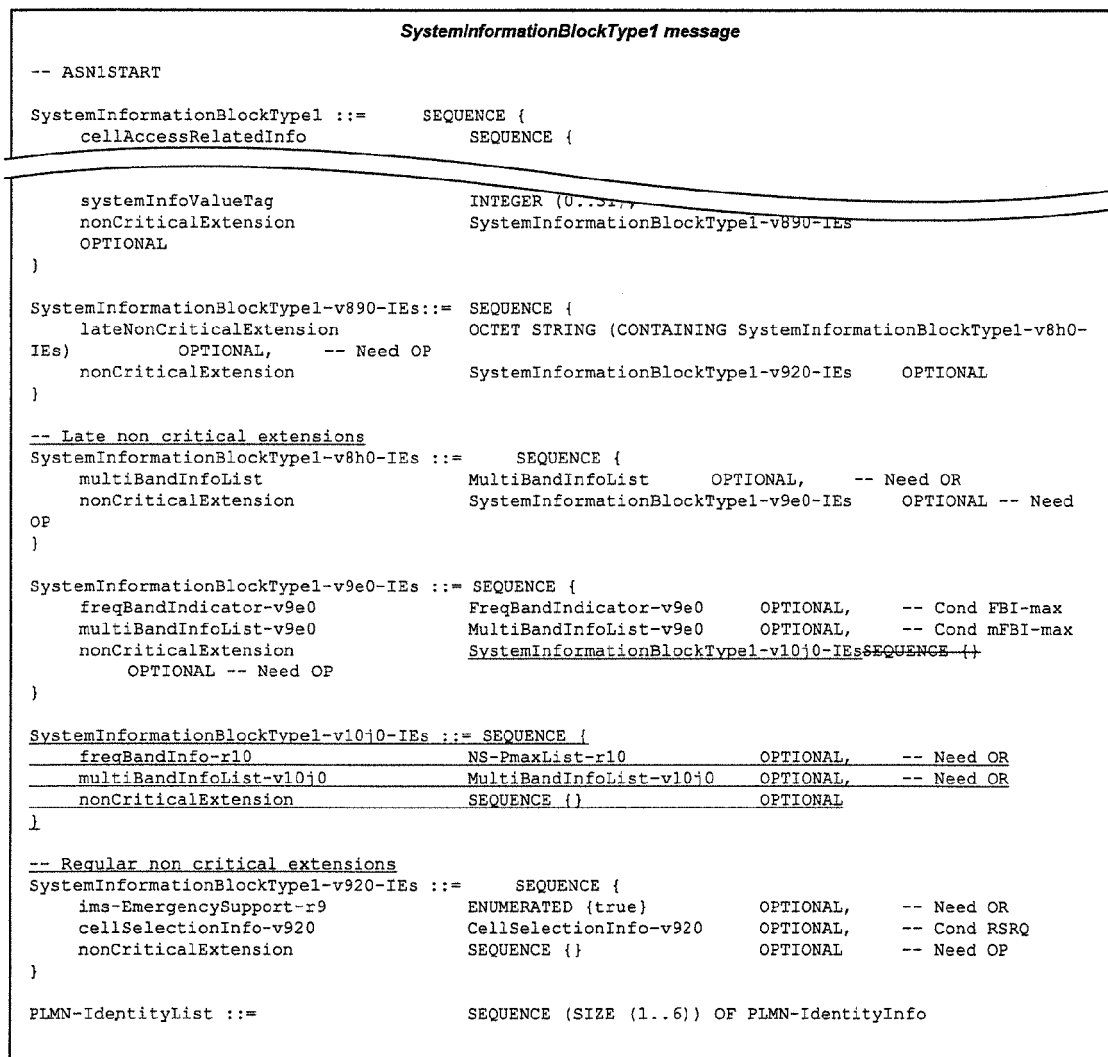 SystemInformationBlockType1 message
-- ASN1START
SystemInformationBlockType1 ::= SEQUENCE {
cellAccessRelatedInfo SEQUENCE {
systemInfoValueTag INTEGER (0..31),
nonCriticalExtension SystemInformationBlockType1-v890-IEs
OPTIONAL
}
SystemInformationBlockType1-v890-IEs::= SEQUENCE {
lateNonCriticalExtension OCTET STRING (CONTAINING SystemInformationBlockType1-v8h0-
IEs) OPTIONAL, -- Need OP
nonCriticalExtension SystemInformationBlockType1-v920-IEs OPTIONAL
}
-- Late non critical extensions
SystemInformationBlockType1-v8h0-IEs ::= SEQUENCE {
multiBandInfoList MultiBandInfoList OPTIONAL, -- Need OR
nonCriticalExtension SystemInformationBlockType1-v9e0-IEs OPTIONAL -- Need
OP
}
SystemInformationBlockType1-v9e0-IEs ::= SEQUENCE {
freqBandIndicator-v9e0 FreqBandIndicator-v9e0 OPTIONAL, -- Cond FBI-max
multiBandInfoList-v9e0 MultiBandInfoList-v9e0 OPTIONAL, -- Cond mFBI-max
nonCriticalExtension SystemInformationBlockType1-v10j0-IEsSEQUENCE {}
OPTIONAL -- Need OP
}
SystemInformationBlockType1-v10j0-IEs ::= SEQUENCE {
freqBandInfo-r10 NS-PmaxList-r10 OPTIONAL, -- Need OR
multiBandInfoList-v10j0 MultiBandInfoList-v10j0 OPTIONAL, -- Need OR
nonCriticalExtension SEQUENCE {} OPTIONAL
}
-- Regular non critical extensions
SystemInformationBlockType1-v920-IEs ::= SEQUENCE {
ims-EmergencySupport-r9 ENUMERATED {true} OPTIONAL, -- Need OR
cellSelectionInfo-v920 CellSelectionInfo-v920 OPTIONAL, -- Cond RSRQ
nonCriticalExtension SEQUENCE {} OPTIONAL -- Need OP
}
PLMN-IdentityList ::= SEQUENCE (SIZE (1..6)) OF PLMN-IdentityInfo